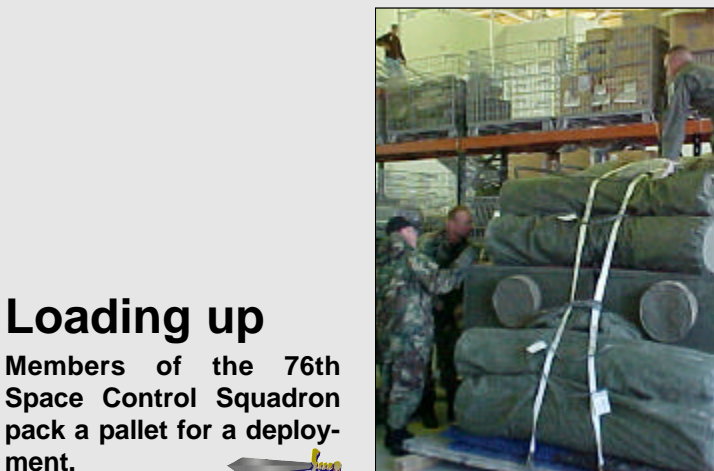 Loading up
Members of the 76th
Space Control Squadron
pack a pallet for a deploy-
ment.